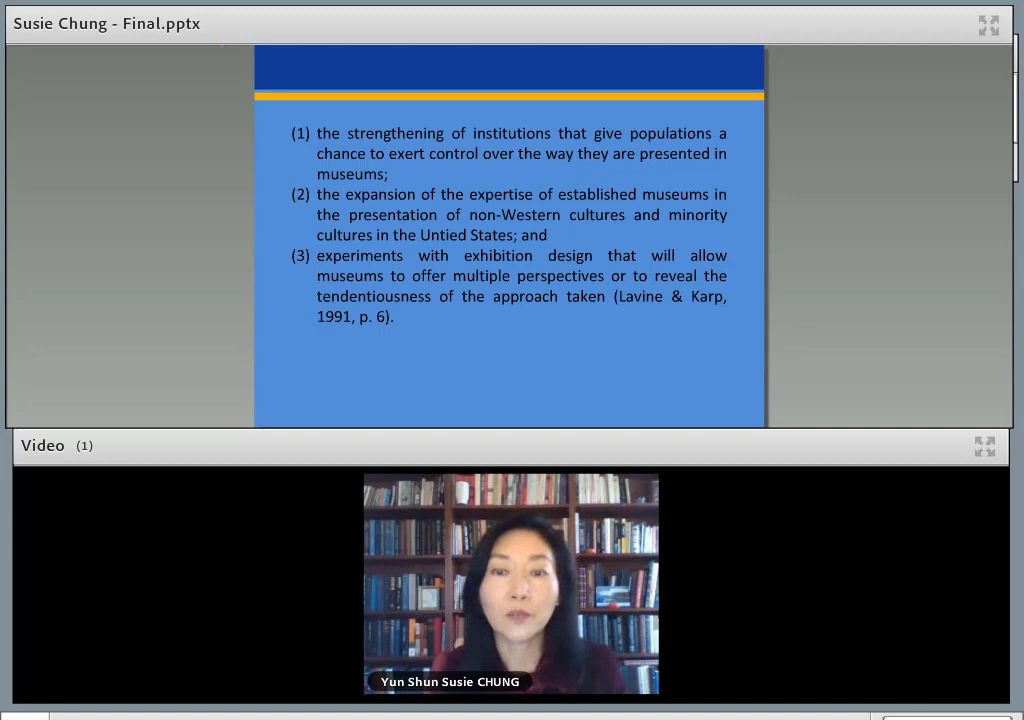 Susie Chung - Final.pptx
(1) the strengthening of institutions that give populations a
chance to exert control over the way they are presented in
museums;
(2) the expansion of the expertise of established museums in
the presentation of non-Western cultures and minority
cultures in the Untied States; and
(3) experiments with exhibition design that will allow
museums to offer multiple perspectives or to reveal the
tendentiousness of the approach taken (Lavine & Karp,
1991, p. 6).
Video (1)
Yun Shun Susie CHUNG